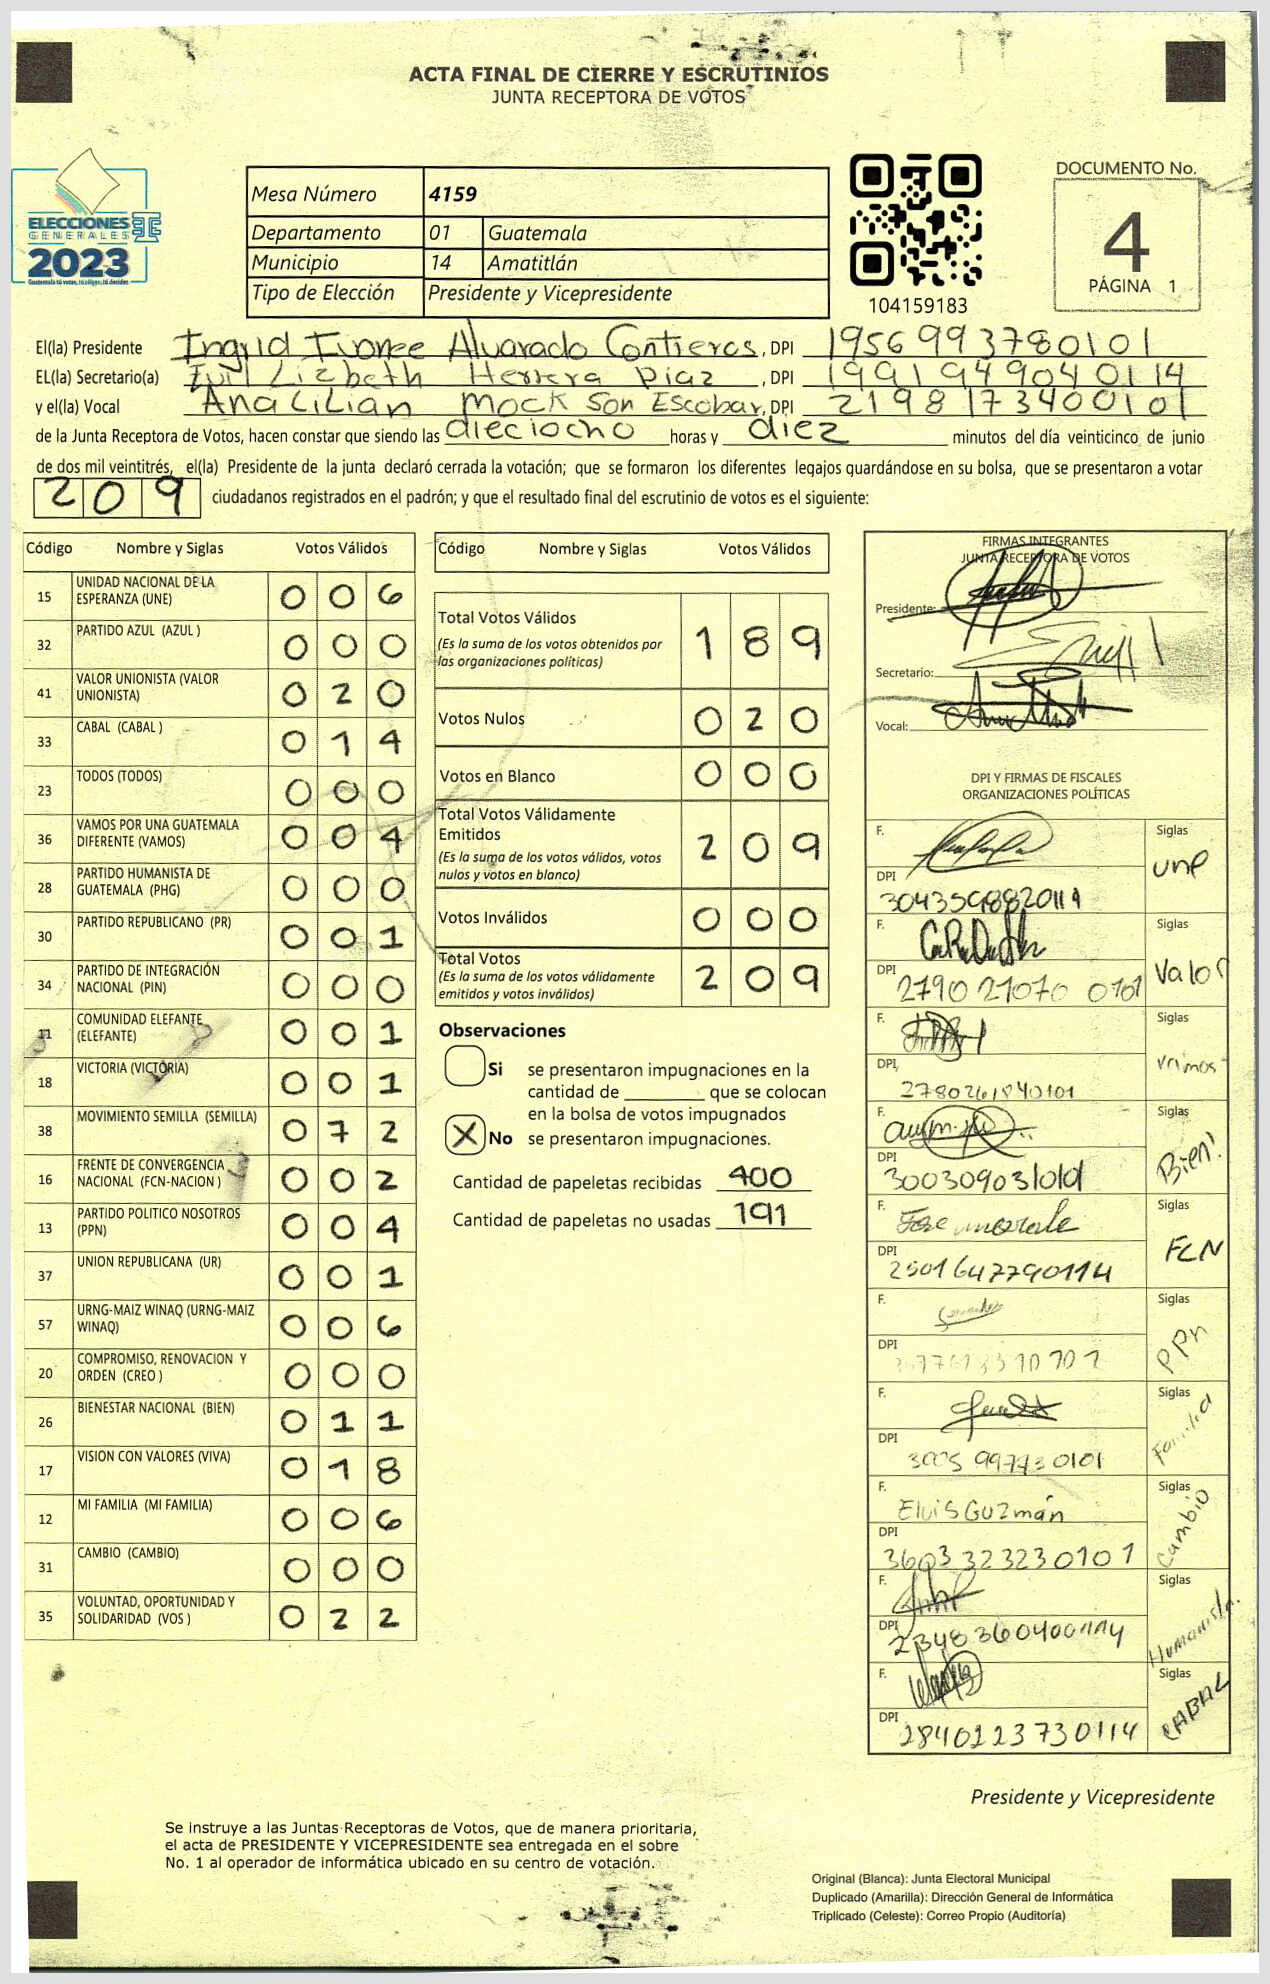 ACTA FINAL DE CIERRE Y ESCRUTINIOS
JUNTA RECEPTORA DE VOTOS
ELECCIONES
GENERALES
2023
Guatemala tú votas, tú eliges, tú decides
Mesa Número 4159
Departamento 01 Guatemala
Municipio 14 Amatitlán
Tipo de Elección Presidente y Vicepresidente
104159183
DOCUMENTO No.
4
PÁGINA 1
El(la) Presidente Ingrid Ivonee Alvarado Contreros, DPI 1956993780101
EL(la) Secretario(a) Lizbeth Herrera Diaz, DPI 1991949040114
y el(la) Vocal Ana Lilian Mock Son Escobar, DPI 2198173400101
de la Junta Receptora de Votos, hacen constar que siendo las dieciocho horas y diez minutos del día veinticinco de junio
de dos mil veintitrés, el(la) Presidente de la junta declaró cerrada la votación; que se formaron los diferentes legajos guardándose en su bolsa, que se presentaron a votar
209 ciudadanos registrados en el padrón; y que el resultado final del escrutinio de votos es el siguiente:
Código Nombre y Siglas Votos Válidos
15 UNIDAD NACIONAL DE LA ESPERANZA (UNE) 0 0 6
32 PARTIDO AZUL (AZUL ) 0 0 0
41 VALOR UNIONISTA (VALOR UNIONISTA) 0 2 0
33 CABAL (CABAL ) 0 1 4
23 TODOS (TODOS) 0 0 0
36 VAMOS POR UNA GUATEMALA DIFERENTE (VAMOS) 0 0 4
28 PARTIDO HUMANISTA DE GUATEMALA (PHG) 0 0 0
30 PARTIDO REPUBLICANO (PR) 0 0 1
34 PARTIDO DE INTEGRACIÓN NACIONAL (PIN) 0 0 0
11 COMUNIDAD ELEFANTE (ELEFANTE) 0 0 1
18 VICTORIA (VICTORIA) 0 0 1
38 MOVIMIENTO SEMILLA (SEMILLA) 0 7 2
16 FRENTE DE CONVERGENCIA NACIONAL (FCN-NACION ) 0 0 2
13 PARTIDO POLITICO NOSOTROS (PPN) 0 0 4
37 UNION REPUBLICANA (UR) 0 0 1
57 URNG-MAIZ WINAQ (URNG-MAIZ WINAQ) 0 0 6
20 COMPROMISO, RENOVACION Y ORDEN (CREO ) 0 0 0
26 BIENESTAR NACIONAL (BIEN) 0 1 1
17 VISION CON VALORES (VIVA) 0 1 8
12 MI FAMILIA (MI FAMILIA) 0 0 6
31 CAMBIO (CAMBIO) 0 0 0
35 VOLUNTAD, OPORTUNIDAD Y SOLIDARIDAD (VOS ) 0 2 2
Código Nombre y Siglas Votos Válidos
Total Votos Válidos 1 8 9
(Es la suma de los votos obtenidos por
las organizaciones políticas)
Votos Nulos 0 2 0
Votos en Blanco 0 0 0
Total Votos Válidamente
Emitidos 2 0 9
(Es la suma de los votos válidos, votos
nulos y votos en blanco)
Votos Inválidos 0 0 0
Total Votos 2 0 9
(Es la suma de los votos válidamente
emitidos y votos inválidos)
Observaciones
Si se presentaron impugnaciones en la
cantidad de ________ que se colocan
en la bolsa de votos impugnados
X No se presentaron impugnaciones.
Cantidad de papeletas recibidas 400
Cantidad de papeletas no usadas 191
FIRMAS INTEGRANTES
JUNTA RECEPTORA DE VOTOS
Presidente:
Secretario:
Vocal:
DPI Y FIRMAS DE FISCALES
ORGANIZACIONES POLÍTICAS
F. Siglas une
DPI
F. Siglas Valor
DPI 2790 21070 0101
F. Siglas
DPI 2780261840101
F. Siglas Bien!
DPI
F. Siglas FCN
DPI 2501647790114
F. Siglas PPn
DPI
F. Siglas Familia
DPI 3005 997430101
F. Elvis Guzmán Siglas Cambio
DPI 3603323230101
F. Siglas Humanista
DPI 2348360400114
F. Siglas CABAL
DPI 2840223730114
Presidente y Vicepresidente
Se instruye a las Juntas Receptoras de Votos, que de manera prioritaria,
el acta de PRESIDENTE Y VICEPRESIDENTE sea entregada en el sobre
No. 1 al operador de informática ubicado en su centro de votación.
Original (Blanca): Junta Electoral Municipal
Duplicado (Amarilla): Dirección General de Informática
Triplicado (Celeste): Correo Propio (Auditoría)